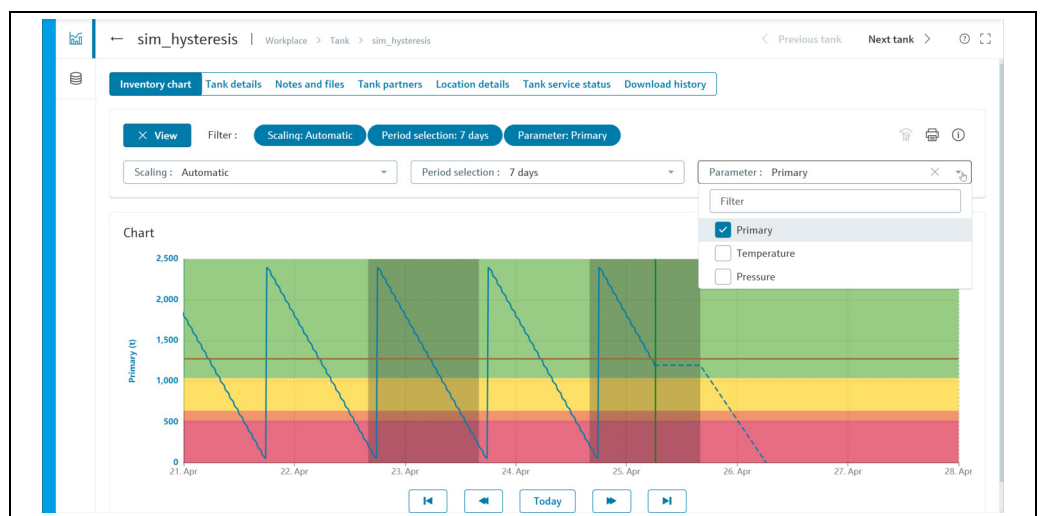 ← sim_hysteresis | Workplace > Tank > sim_hysteresis < Previous tank Next tank >
Inventory chart Tank details Notes and files Tank partners Location details Tank service status Download history
× View Filter : Scaling: Automatic Period selection: 7 days Parameter: Primary
Scaling : Automatic Period selection : 7 days Parameter : Primary
Filter
Primary
Temperature
Pressure
Chart
2,500
2,000
1,500
1,000
500
0
Primary (t)
21. Apr 22. Apr 23. Apr 24. Apr 25. Apr 26. Apr 27. Apr 28. Apr
Today